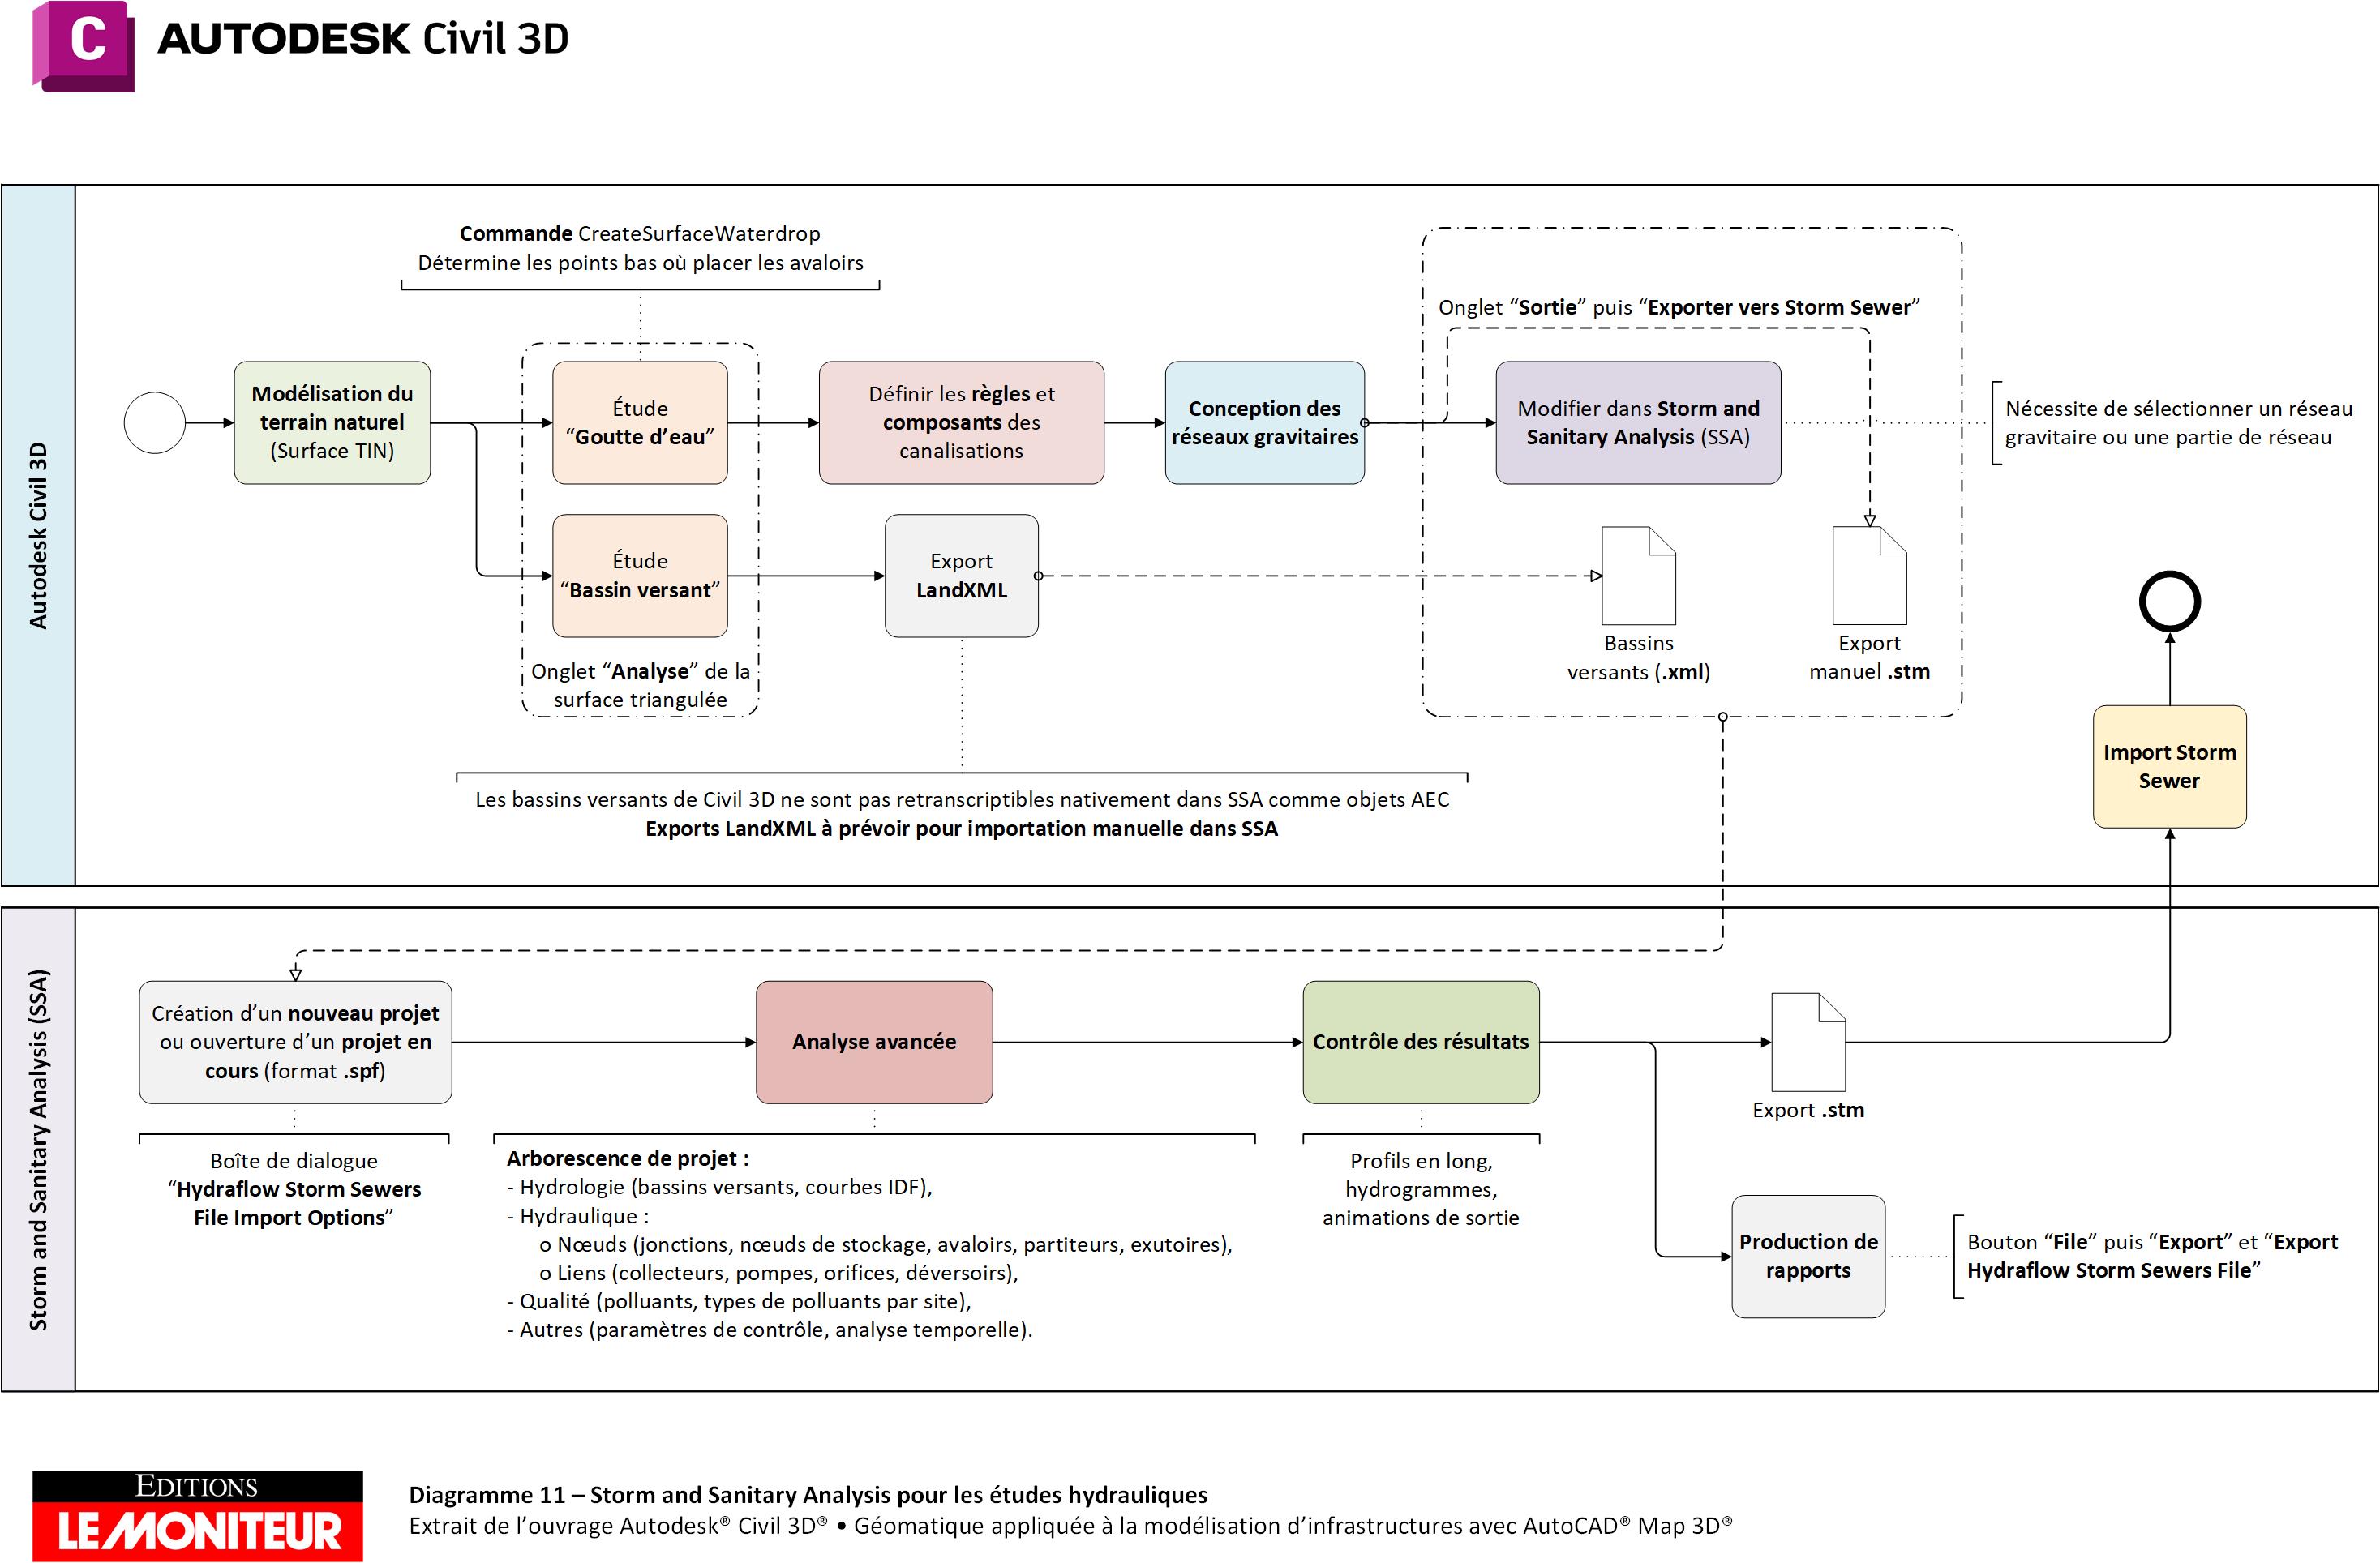 C
AUTODESK Civil 3D
Autodesk Civil 3D
Commande CreateSurfaceWaterdrop
Détermine les points bas où placer les avaloirs
Onglet “Sortie” puis “Exporter vers Storm Sewer”
Modélisation du
terrain naturel
(Surface TIN)
Étude
“Goutte d’eau”
Définir les règles et
composants des
canalisations
Conception des
réseaux gravitaires
Modifier dans Storm and
Sanitary Analysis (SSA)
Nécessite de sélectionner un réseau
gravitaire ou une partie de réseau
Étude
“Bassin versant”
Export
LandXML
Onglet “Analyse” de la
surface triangulée
Bassins
versants (.xml)
Export
manuel .stm
Import Storm
Sewer
Les bassins versants de Civil 3D ne sont pas retranscriptibles nativement dans SSA comme objets AEC
Exports LandXML à prévoir pour importation manuelle dans SSA
Storm and Sanitary Analysis (SSA)
Création d’un nouveau projet
ou ouverture d’un projet en
cours (format .spf)
Analyse avancée
Contrôle des résultats
Export .stm
Boîte de dialogue
“Hydraflow Storm Sewers
File Import Options”
Arborescence de projet :
- Hydrologie (bassins versants, courbes IDF),
- Hydraulique :
o Nœuds (jonctions, nœuds de stockage, avaloirs, partiteurs, exutoires),
o Liens (collecteurs, pompes, orifices, déversoirs),
- Qualité (polluants, types de polluants par site),
- Autres (paramètres de contrôle, analyse temporelle).
Profils en long,
hydrogrammes,
animations de sortie
Production de
rapports
Bouton “File” puis “Export” et “Export
Hydraflow Storm Sewers File”
EDITIONS
LE MONITEUR
Diagramme 11 – Storm and Sanitary Analysis pour les études hydrauliques
Extrait de l’ouvrage Autodesk® Civil 3D® • Géomatique appliquée à la modélisation d’infrastructures avec AutoCAD® Map 3D®